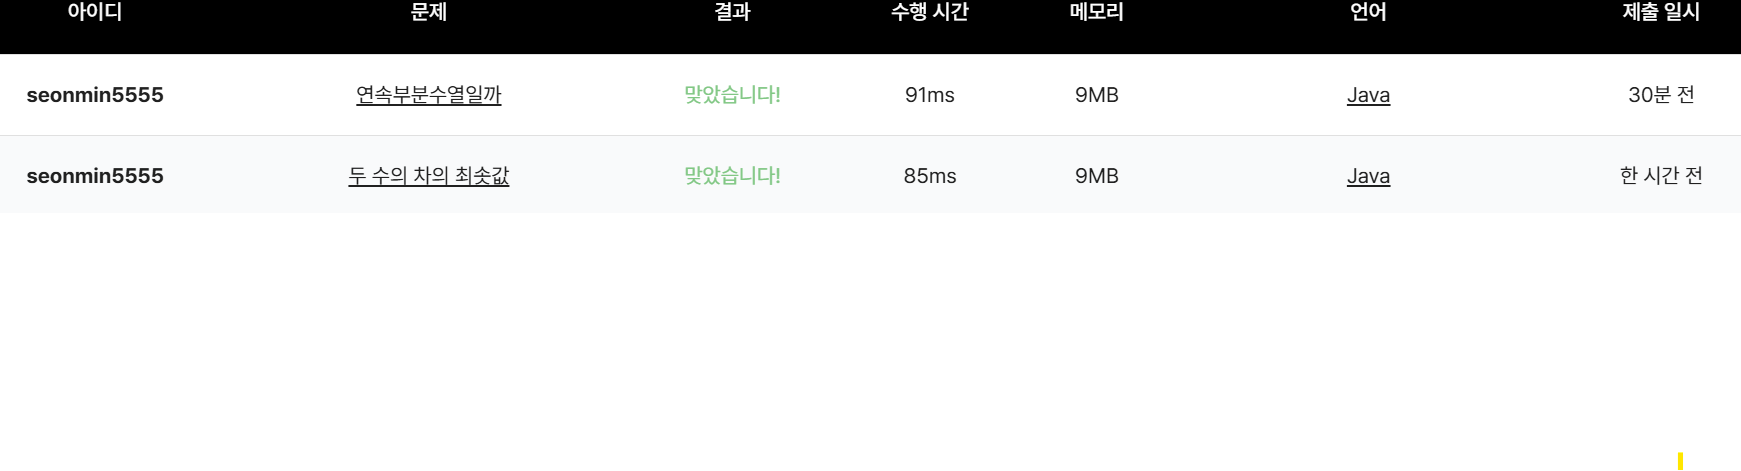 아이디 문제 결과 수행 시간 메모리 언어 제출 일시
seonmin5555 연속부분수열일까 맞았습니다! 91ms 9MB Java 30분 전
seonmin5555 두 수의 차의 최솟값 맞았습니다! 85ms 9MB Java 한 시간 전